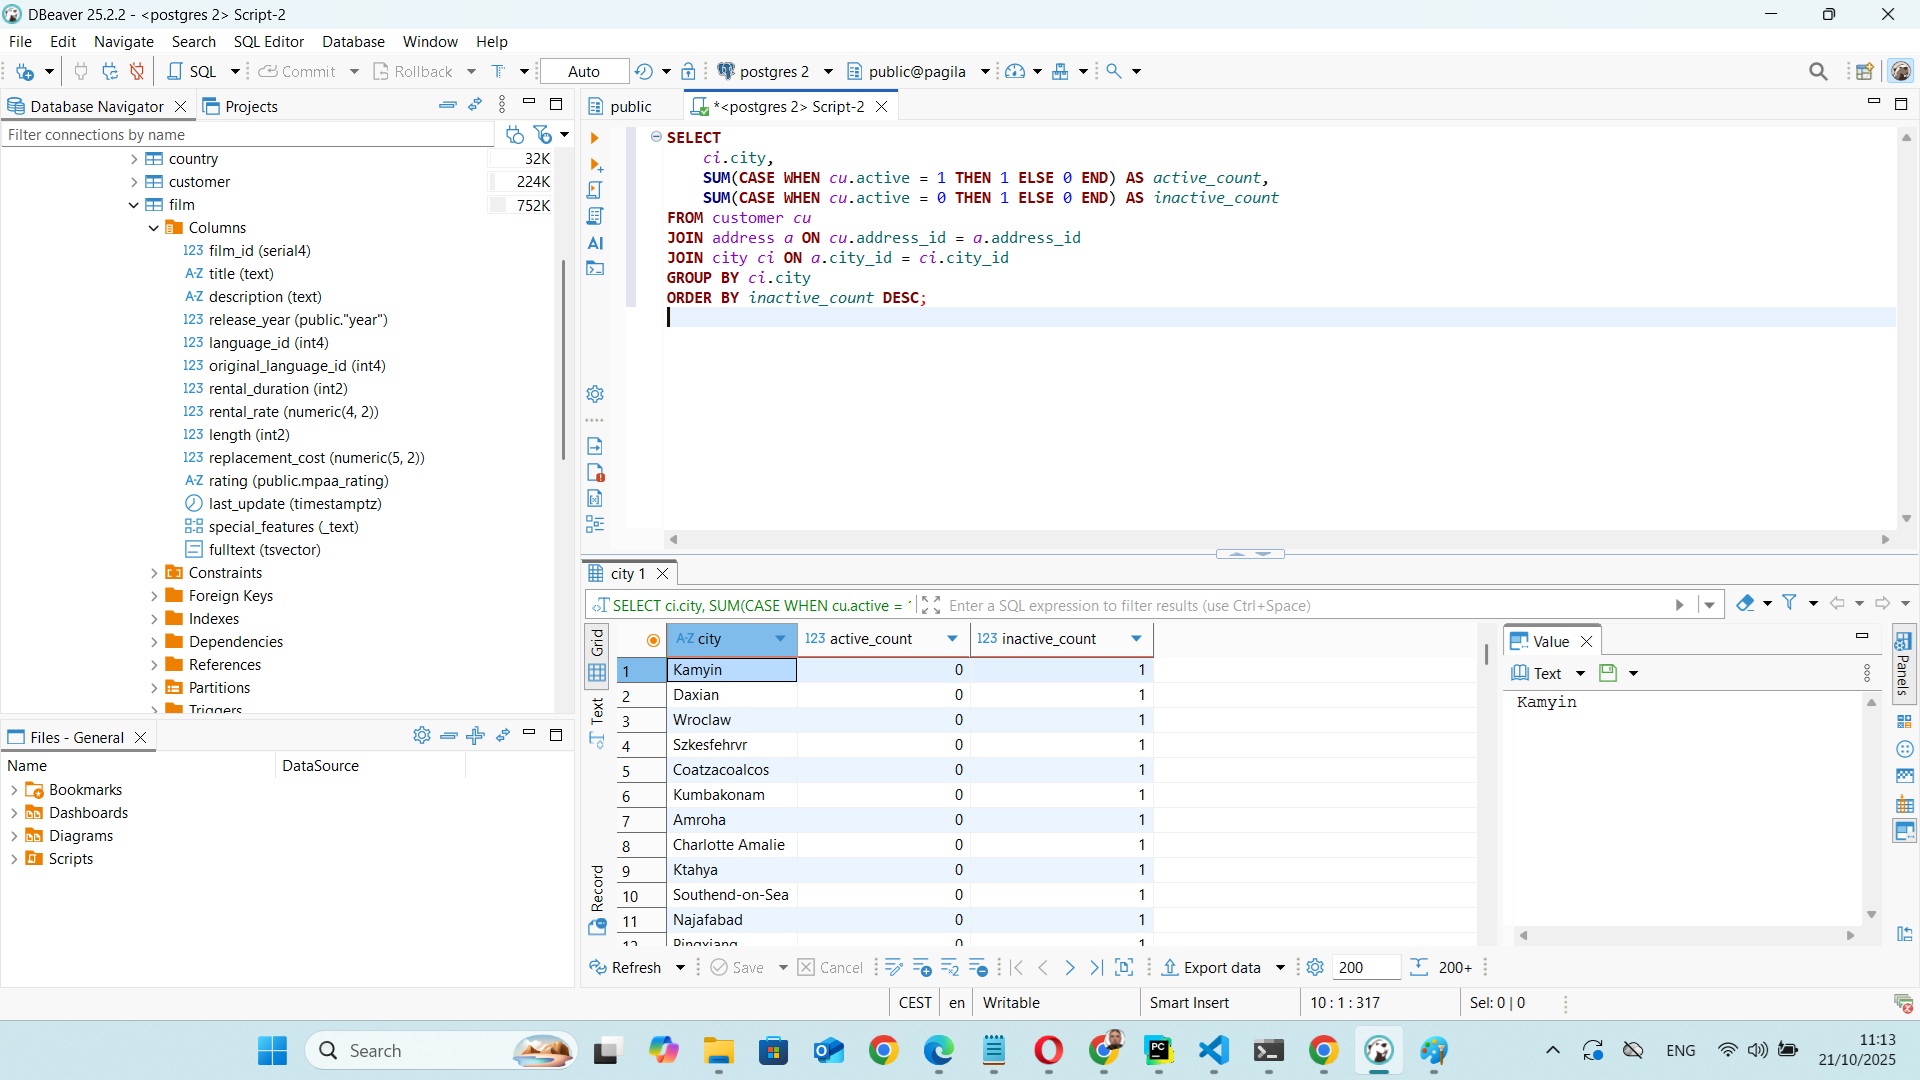 DBeaver 25.2.2 - <postgres 2> Script-2
File Edit Navigate Search SQL Editor Database Window Help
SQL Commit Rollback Auto postgres 2 public@pagila
Database Navigator Projects
Filter connections by name
country 32K
customer 224K
film 752K
Columns
123 film_id (serial4)
A-Z title (text)
A-Z description (text)
123 release_year (public."year")
123 language_id (int4)
123 original_language_id (int4)
123 rental_duration (int2)
123 rental_rate (numeric(4, 2))
123 length (int2)
123 replacement_cost (numeric(5, 2))
A-Z rating (public.mpaa_rating)
last_update (timestamptz)
special_features (_text)
fulltext (tsvector)
Constraints
Foreign Keys
Indexes
Dependencies
References
Partitions
Triggers
Files - General
Name DataSource
Bookmarks
Dashboards
Diagrams
Scripts
public *<postgres 2> Script-2
AI
SELECT
ci.city,
SUM(CASE WHEN cu.active = 1 THEN 1 ELSE 0 END) AS active_count,
SUM(CASE WHEN cu.active = 0 THEN 1 ELSE 0 END) AS inactive_count
FROM customer cu
JOIN address a ON cu.address_id = a.address_id
JOIN city ci ON a.city_id = ci.city_id
GROUP BY ci.city
ORDER BY inactive_count DESC;
city 1
SELECT ci.city, SUM(CASE WHEN cu.active = Enter a SQL expression to filter results (use Ctrl+Space)
Grid
Text
Record
A-Z city 123 active_count 123 inactive_count
1 Kamyin 0 1
2 Daxian 0 1
3 Wroclaw 0 1
4 Szkesfehrvr 0 1
5 Coatzacoalcos 0 1
6 Kumbakonam 0 1
7 Amroha 0 1
8 Charlotte Amalie 0 1
9 Ktahya 0 1
10 Southend-on-Sea 0 1
11 Najafabad 0 1
12 Pingxiang 0 1
Value
Text
Kamyin
Panels
Refresh Save Cancel Export data 200 200+
CEST en Writable Smart Insert 10 : 1 : 317 Sel: 0 | 0
Search
PC
ENG
11:13
21/10/2025